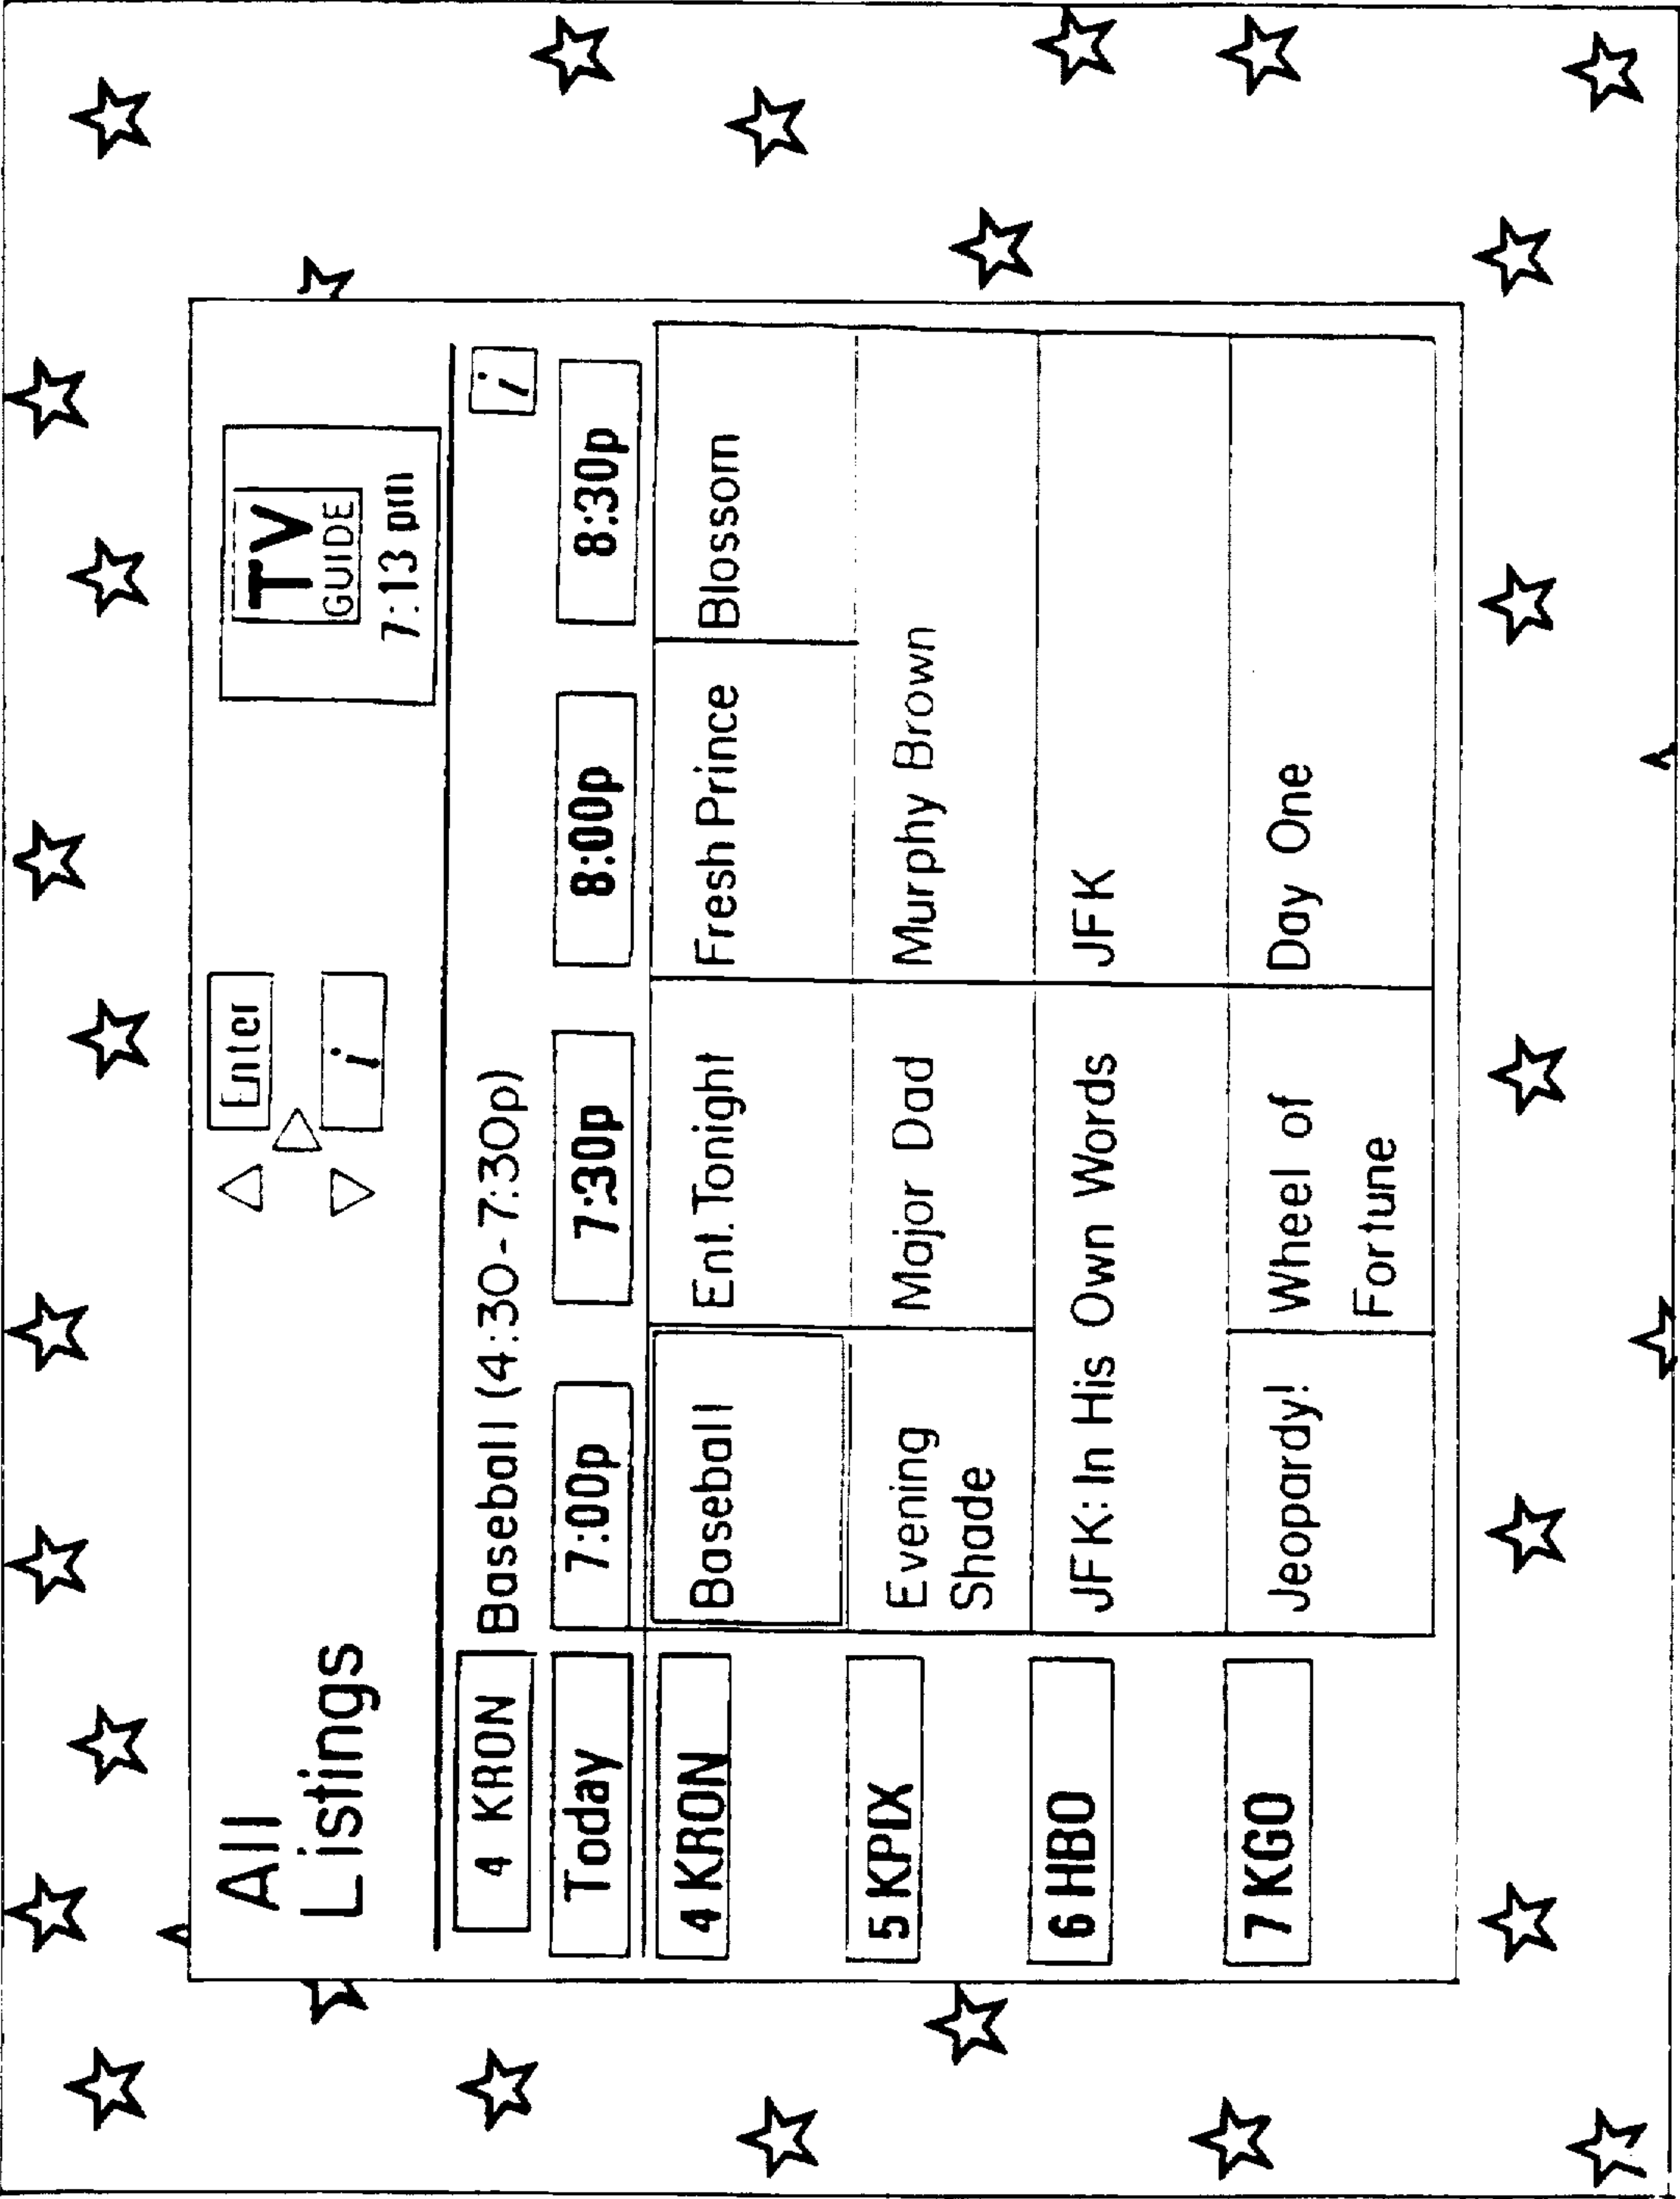 All
Listings
Enter
i
TV
GUIDE
7:13 pm
4 KRON Baseball (4:30-7:30p) i
Today 7:00p 7:30p 8:00p 8:30p
4 KRON Baseball Ent. Tonight Fresh Prince Blossom
5 KPIX Evening Major Dad Murphy Brown
Shade
6 HBO JFK: In His Own Words JFK
7 KGO Jeopardy! Wheel of Day One
Fortune